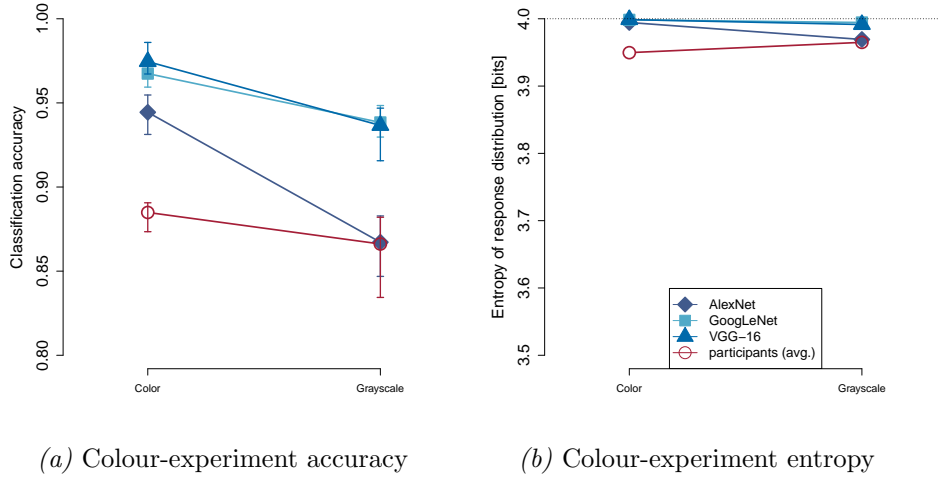 Classification accuracy
1.00
0.95
0.90
0.85
0.80
Color
Grayscale
(a) Colour-experiment accuracy
Entropy of response distribution [bits]
4.0
3.9
3.8
3.7
3.6
3.5
AlexNet
GoogLeNet
VGG−16
participants (avg.)
Color
Grayscale
(b) Colour-experiment entropy